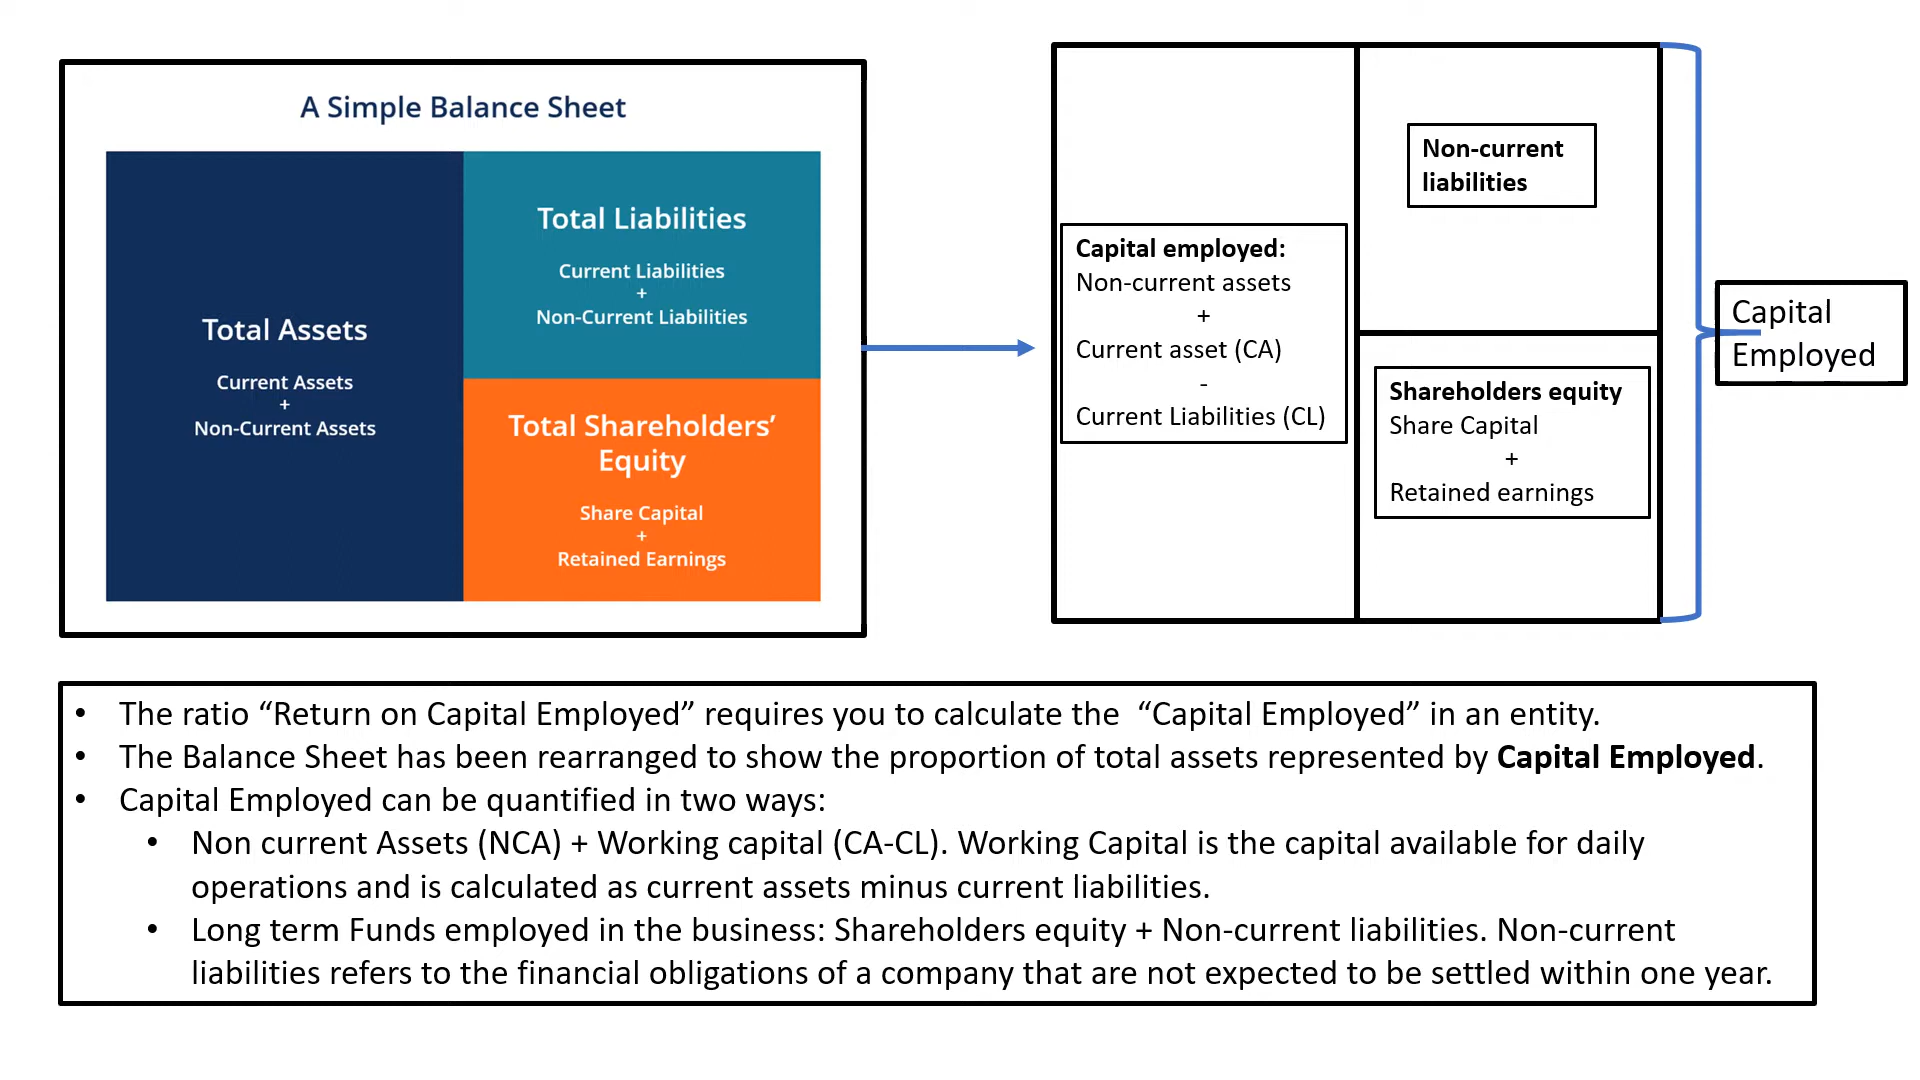 A Simple Balance Sheet
Total Assets
Current Assets
+
Non-Current Assets
Total Liabilities
Current Liabilities
+
Non-Current Liabilities
Total Shareholders’
Equity
Share Capital
+
Retained Earnings
Capital employed:
Non-current assets
+
Current asset (CA)
-
Current Liabilities (CL)
Non-current
liabilities
Shareholders equity
Share Capital
+
Retained earnings
Capital
Employed
• The ratio “Return on Capital Employed” requires you to calculate the “Capital Employed” in an entity.
• The Balance Sheet has been rearranged to show the proportion of total assets represented by Capital Employed.
• Capital Employed can be quantified in two ways:
• Non current Assets (NCA) + Working capital (CA-CL). Working Capital is the capital available for daily
operations and is calculated as current assets minus current liabilities.
• Long term Funds employed in the business: Shareholders equity + Non-current liabilities. Non-current
liabilities refers to the financial obligations of a company that are not expected to be settled within one year.